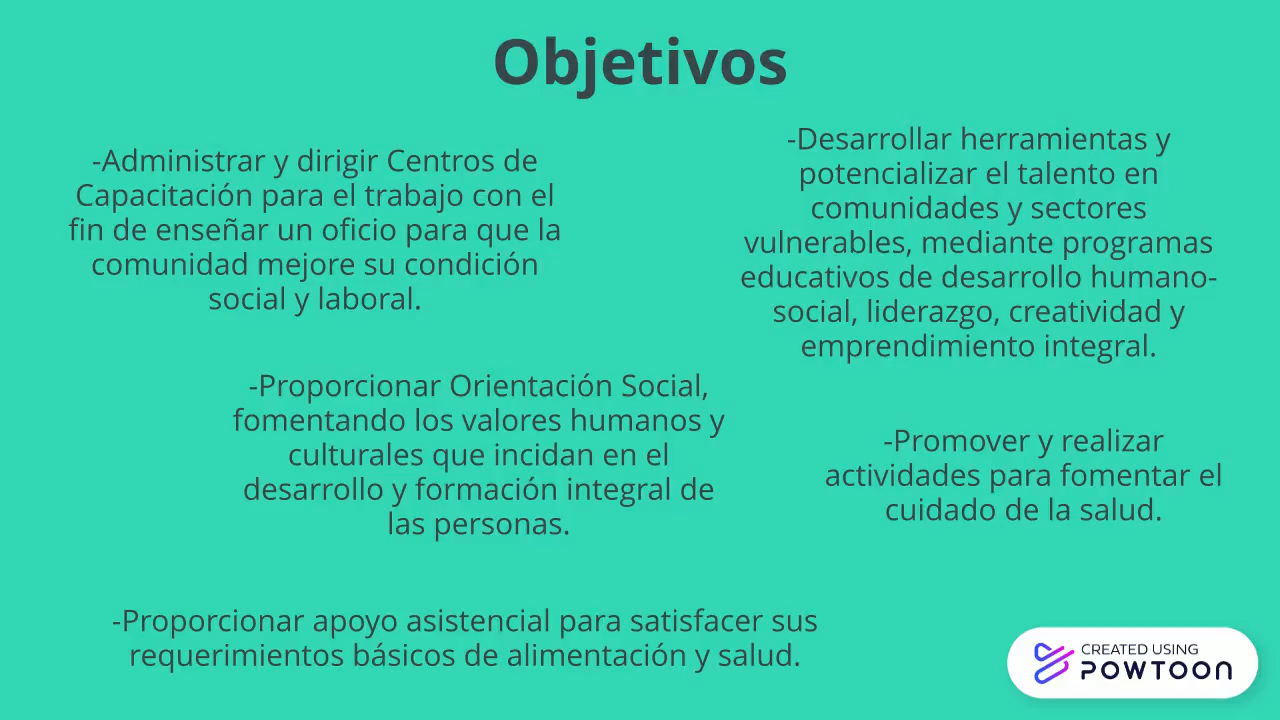 Objetivos
-Administrar y dirigir Centros de
Capacitación para el trabajo con el
fin de enseñar un oficio para que la
comunidad mejore su condición
social y laboral.
-Desarrollar herramientas y
potencializar el talento en
comunidades y sectores
vulnerables, mediante programas
educativos de desarrollo humano-
social, liderazgo, creatividad y
emprendimiento integral.
-Proporcionar Orientación Social,
fomentando los valores humanos y
culturales que incidan en el
desarrollo y formación integral de
las personas.
-Promover y realizar
actividades para fomentar el
cuidado de la salud.
-Proporcionar apoyo asistencial para satisfacer sus
requerimientos básicos de alimentación y salud.
CREATED USING
POWTOON